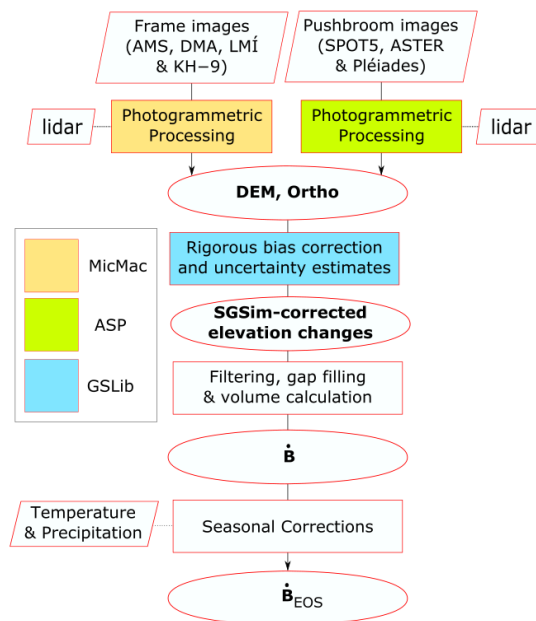 Frame images
(AMS, DMA, LMÍ
& KH−9)
Pushbroom images
(SPOT5, ASTER
& Pléiades)
lidar
Photogrammetric
Processing
Photogrammetric
Processing
lidar
DEM, Ortho
Rigorous bias correction
and uncertainty estimates
MicMac
ASP
GSLib
SGSim-corrected
elevation changes
Filtering, gap filling
& volume calculation
Ḃ
Temperature
& Precipitation
Seasonal Corrections
ḂEOS